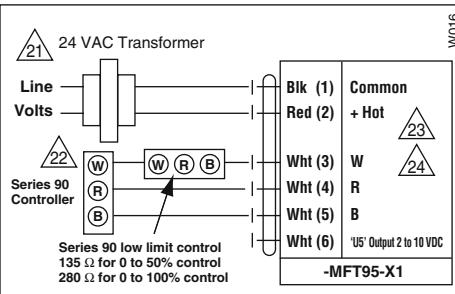 W016
21 24 VAC Transformer
Line
Volts
Blk (1) Common
Red (2) + Hot
23
22
W
R
B
W R B
Wht (3) W
24
Series 90
Controller
Wht (4) R
Wht (5) B
Wht (6) 'U5' Output 2 to 10 VDC
Series 90 low limit control
135 Ω for 0 to 50% control
280 Ω for 0 to 100% control
-MFT95-X1